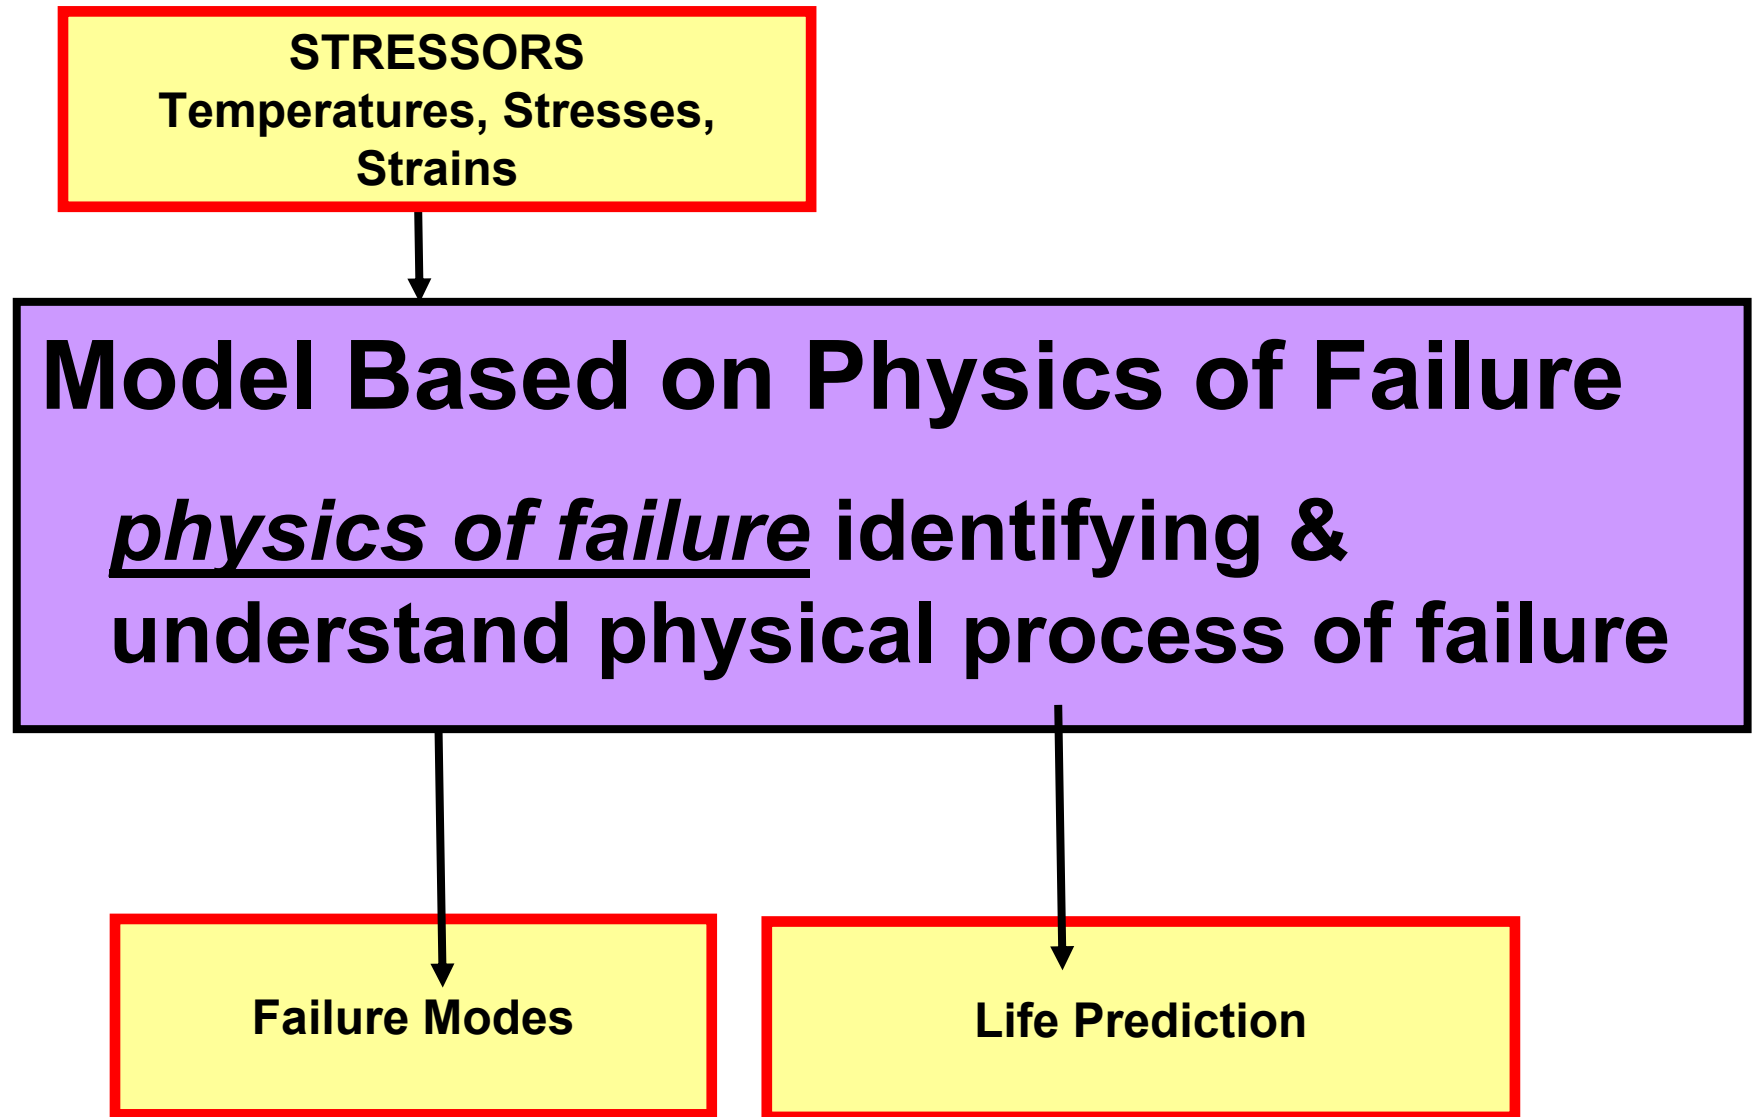 STRESSORS
Temperatures, Stresses,
Strains
Model Based on Physics of Failure
physics of failure identifying &
understand physical process of failure
Failure Modes
Life Prediction